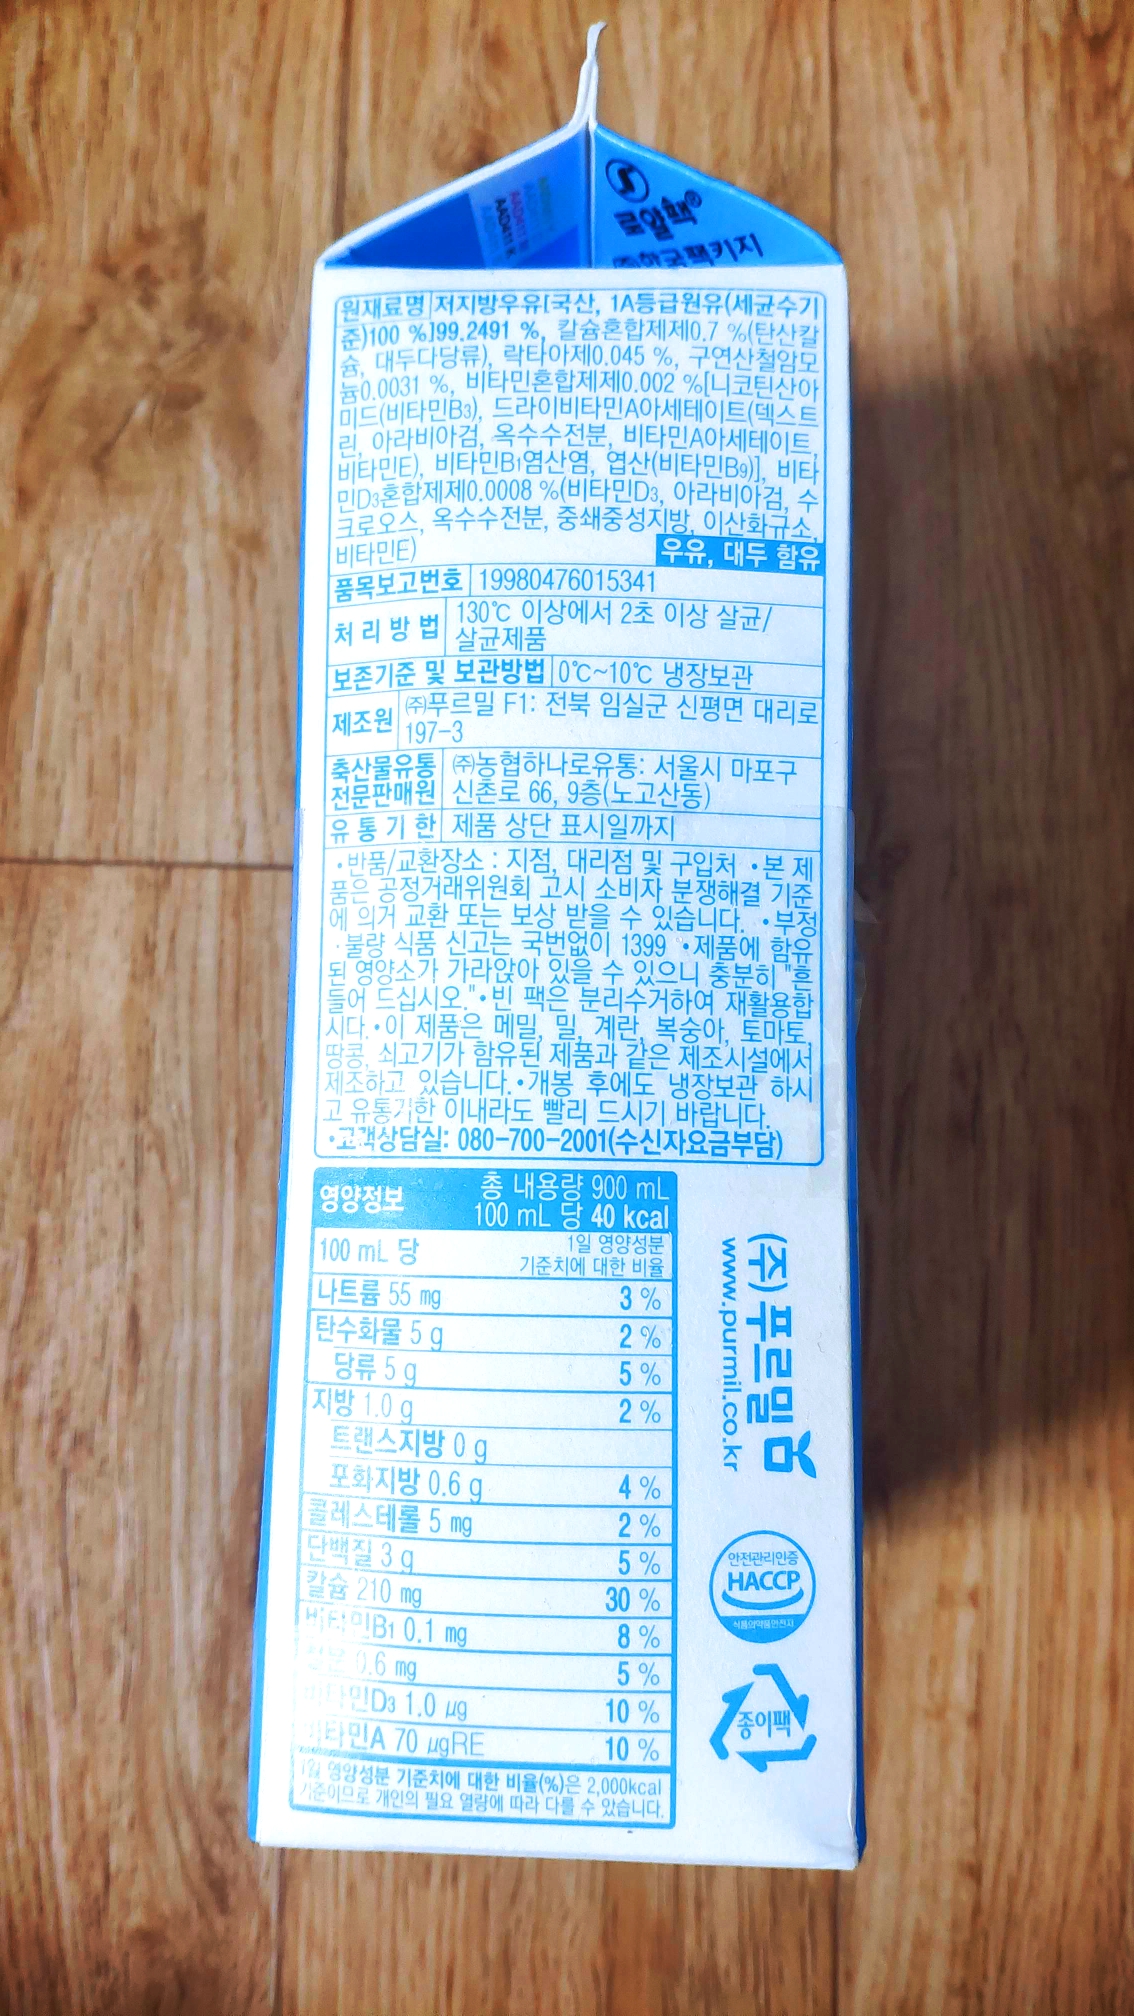 로얄팩®
㈜한국팩키지
원재료명 저지방우유[국산, 1A등급원유(세균수기
준)100 %]99.2491 %, 칼슘혼합제제0.7 %(탄산칼
슘, 대두다당류), 락타아제0.045 %, 구연산철암모
늄0.0031 %, 비타민혼합제제0.002 %[니코틴산아
미드(비타민B3), 드라이비타민A아세테이트(덱스트
린, 아라비아검, 옥수수전분, 비타민A아세테이트,
비타민E), 비타민B1염산염, 엽산(비타민B9)], 비타
민D3혼합제제0.0008 %(비타민D3, 아라비아검, 수
크로오스, 옥수수전분, 중쇄중성지방, 이산화규소,
비타민E) 우유, 대두 함유
품목보고번호 19980476015341
처리방법 130℃ 이상에서 2초 이상 살균/
살균제품
보존기준 및 보관방법 0℃~10℃ 냉장보관
제조원 ㈜푸르밀 F1: 전북 임실군 신평면 대리로
197-3
축산물유통 ㈜농협하나로유통: 서울시 마포구
전문판매원 신촌로 66, 9층(노고산동)
유통기한 제품 상단 표시일까지
•반품/교환장소 : 지점, 대리점 및 구입처 •본 제
품은 공정거래위원회 고시 소비자 분쟁해결 기준
에 의거 교환 또는 보상 받을 수 있습니다. •부정
·불량 식품 신고는 국번없이 1399 •제품에 함유
된 영양소가 가라앉아 있을 수 있으니 충분히 "흔
들어 드십시오."•빈 팩은 분리수거하여 재활용합
시다.•이 제품은 메밀, 밀, 계란, 복숭아, 토마토,
땅콩, 쇠고기가 함유된 제품과 같은 제조시설에서
제조하고 있습니다.•개봉 후에도 냉장보관 하시
고 유통기한 이내라도 빨리 드시기 바랍니다.
•고객상담실: 080-700-2001(수신자요금부담)
영양정보 총 내용량 900 mL
100 mL 당 40 kcal
100 mL 당 1일 영양성분
기준치에 대한 비율
나트륨 55 mg 3 %
탄수화물 5 g 2 %
당류 5 g 5 %
지방 1.0 g 2 %
트랜스지방 0 g
포화지방 0.6 g 4 %
콜레스테롤 5 mg 2 %
단백질 3 g 5 %
칼슘 210 mg 30 %
비타민B1 0.1 mg 8 %
0.6 mg 5 %
비타민D3 1.0 μg 10 %
비타민A 70 μgRE 10 %
1일 영양성분 기준치에 대한 비율(%)은 2,000kcal
기준이므로 개인의 필요 열량에 따라 다를 수 있습니다.
(주)푸르밀
www.purmil.co.kr
안전관리인증
HACCP
식품의약품안전처
종이팩